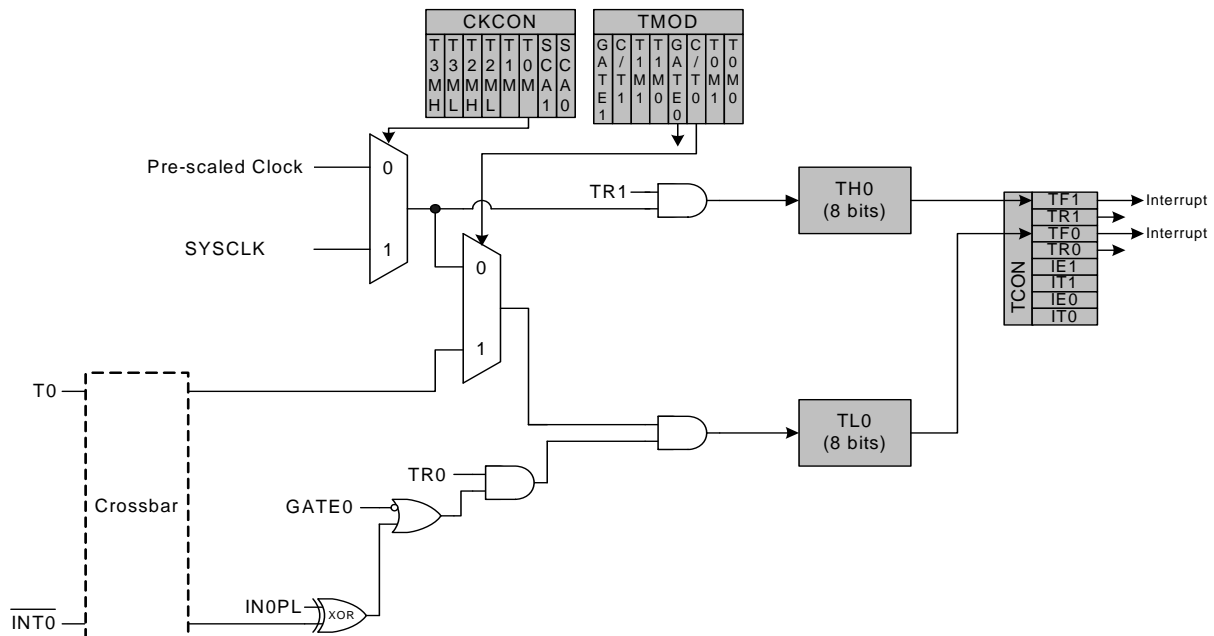 CKCON
T3MH
T3ML
T2MH
T2ML
T1M
T0M
SCA1
SCA0
TMOD
GATE1
C/T1
T1M1
T1M0
GATE0
C/T0
T0M1
T0M0
Pre-scaled Clock
0
SYSCLK
1
TR1
TH0
(8 bits)
TCON
TF1
TR1
TF0
TR0
IE1
IT1
IE0
IT0
Interrupt
Interrupt
0
1
T0
Crossbar
TL0
(8 bits)
TR0
GATE0
IN0PL
XOR
INT0